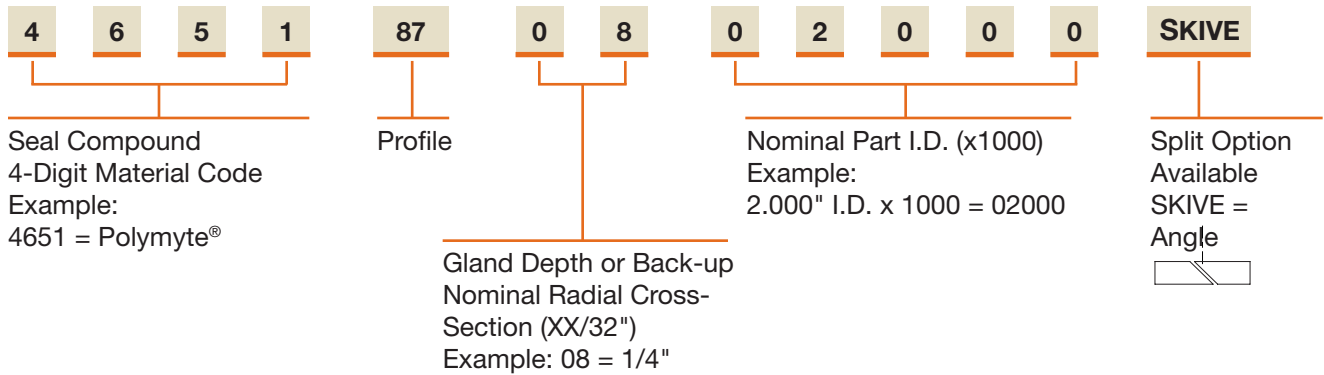 4 6 5 1 87 0 8 0 2 0 0 0 SKIVE
Seal Compound
4-Digit Material Code
Example:
4651 = Polymyte®
Profile
Gland Depth or Back-up
Nominal Radial Cross-
Section (XX/32")
Example: 08 = 1/4"
Nominal Part I.D. (x1000)
Example:
2.000" I.D. x 1000 = 02000
Split Option
Available
SKIVE =
Angle